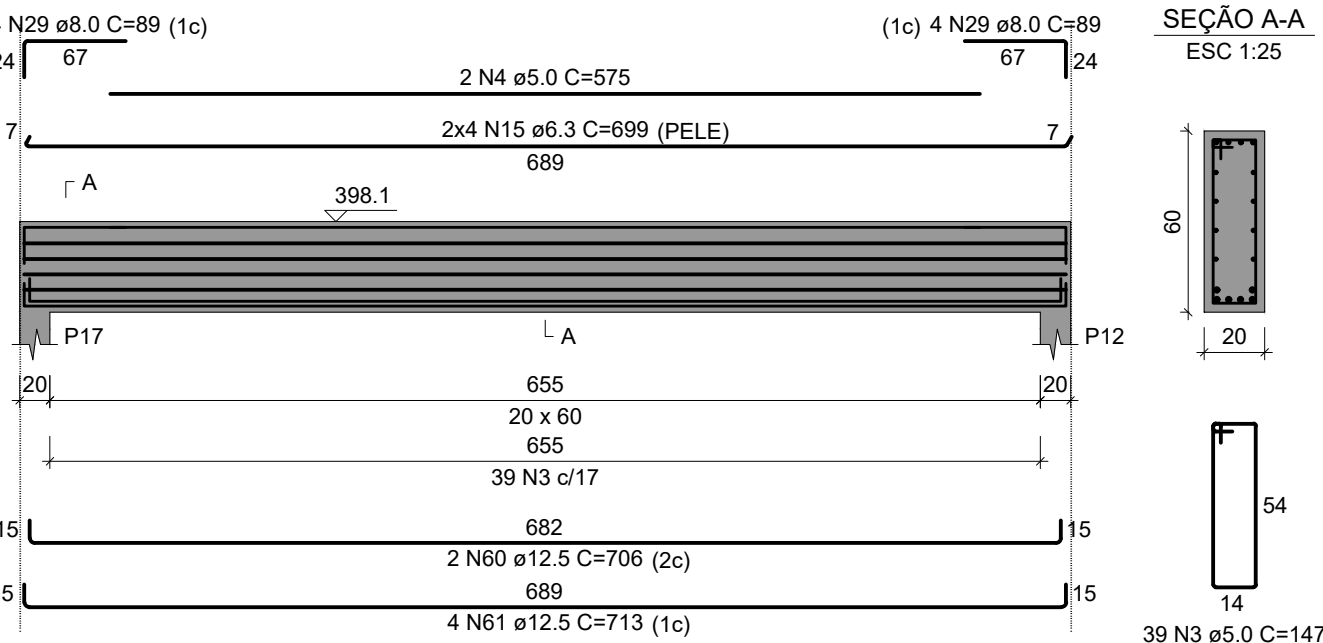 N29 ø8.0 C=89 (1c)
(1c) 4 N29 ø8.0 C=89
SEÇÃO A-A
ESC 1:25
24
67
67
24
2 N4 ø5.0 C=575
7
2x4 N15 ø6.3 C=699 (PELE)
7
689
A
398.1
60
P17
A
P12
20
20
655
20
20 x 60
655
39 N3 c/17
54
15
682
15
2 N60 ø12.5 C=706 (2c)
5
689
15
14
4 N61 ø12.5 C=713 (1c)
39 N3 ø5.0 C=147